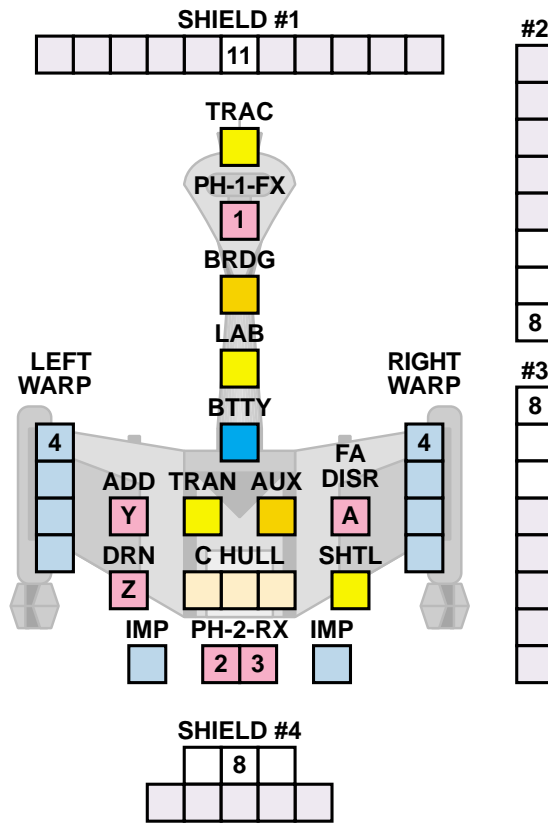 SHIELD #1
11
#2
8
TRAC
PH-1-FX
1
BRDG
LAB
LEFT
WARP
4
BTTY
RIGHT
WARP
4
#3
8
ADD
Y
TRAN
AUX
FA
DISR
A
DRN
Z
C HULL
SHTL
IMP
PH-2-RX
2 3
IMP
SHIELD #4
8